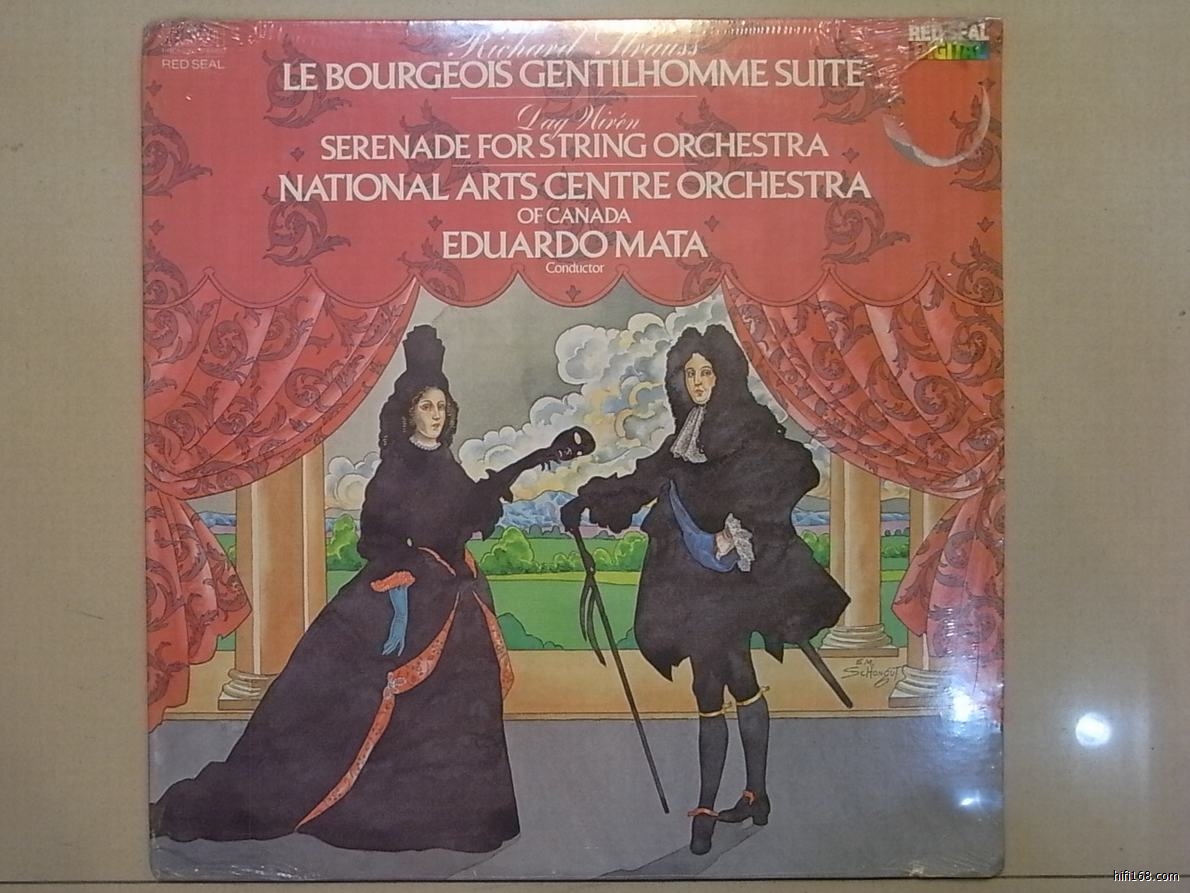 RED SEAL
RED SEAL
DIGITAL
Richard Strauss
LE BOURGEOIS GENTILHOMME SUITE
Dag Wirén
SERENADE FOR STRING ORCHESTRA
NATIONAL ARTS CENTRE ORCHESTRA
OF CANADA
EDUARDO MATA
Conductor
E.M.
SCHONGUT
hifi168.com